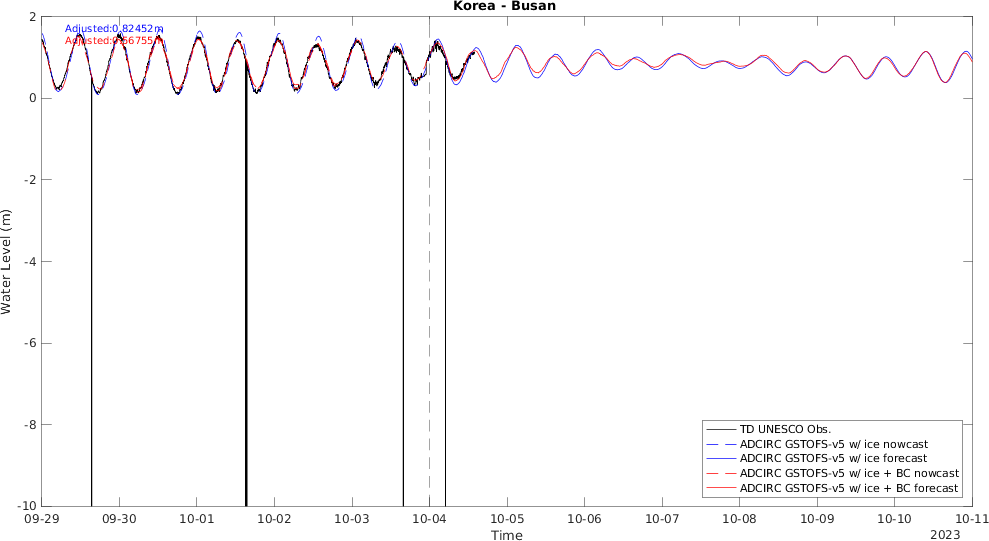 Korea - Busan
Adjusted:0.82452m
Adjusted:0.66755
2
0
-2
-4
-6
-8
-10
Water Level (m)
TD UNESCO Obs.
ADCIRC GSTOFS-v5 w/ ice nowcast
ADCIRC GSTOFS-v5 w/ ice forecast
ADCIRC GSTOFS-v5 w/ ice + BC nowcast
ADCIRC GSTOFS-v5 w/ ice + BC forecast
09-29 09-30 10-01 10-02 10-03 10-04 10-05 10-06 10-07 10-08 10-09 10-10 10-11
Time
2023